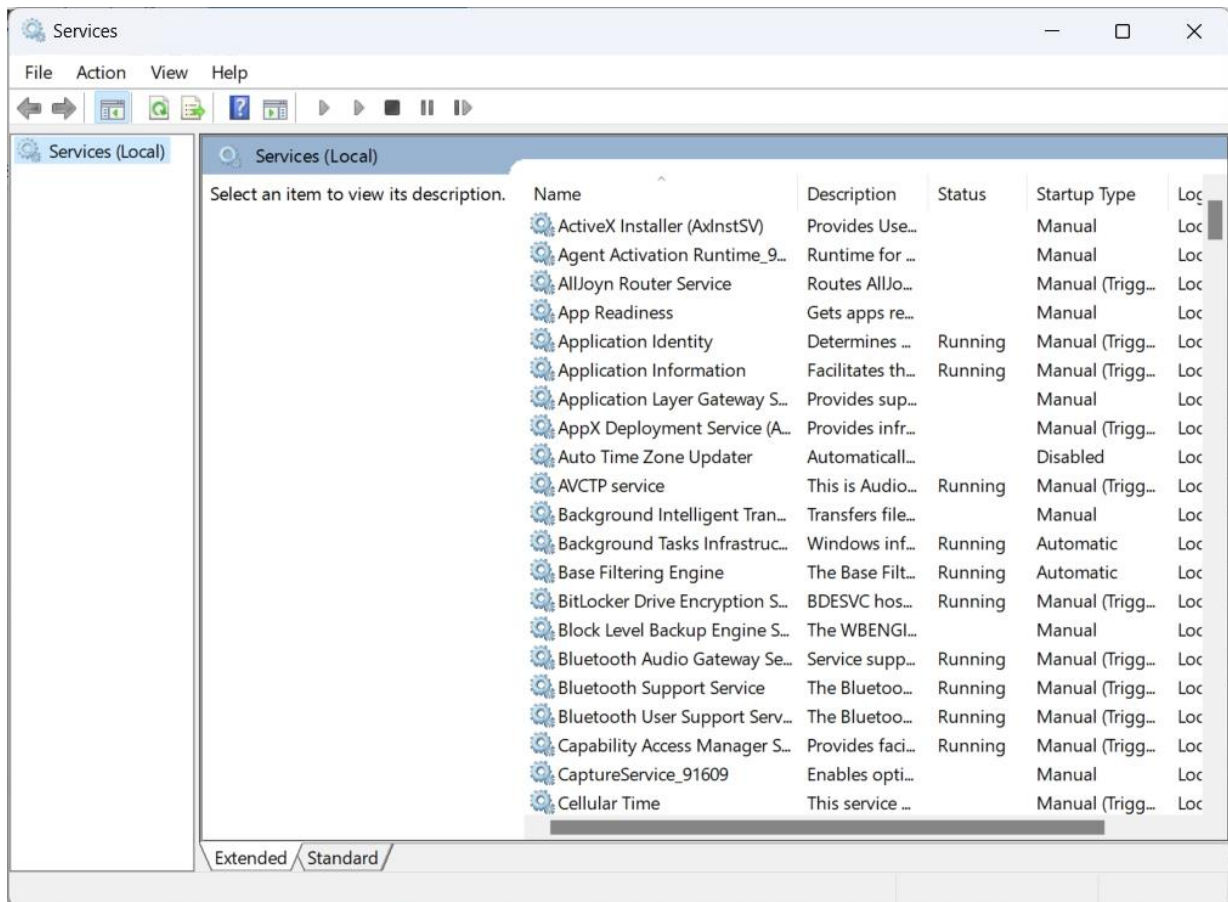 Services
File Action View Help
Services (Local)
Services (Local)
Select an item to view its description.
Name Description Status Startup Type Log
ActiveX Installer (AxInstSV) Provides Use... Manual Loc
Agent Activation Runtime_9... Runtime for ... Manual Loc
AllJoyn Router Service Routes AllJo... Manual (Trigg... Loc
App Readiness Gets apps re... Manual Loc
Application Identity Determines ... Running Manual (Trigg... Loc
Application Information Facilitates th... Running Manual (Trigg... Loc
Application Layer Gateway S... Provides sup... Manual Loc
AppX Deployment Service (A... Provides infr... Manual (Trigg... Loc
Auto Time Zone Updater Automaticall... Disabled Loc
AVCTP service This is Audio... Running Manual (Trigg... Loc
Background Intelligent Tran... Transfers file... Manual Loc
Background Tasks Infrastruc... Windows inf... Running Automatic Loc
Base Filtering Engine The Base Filt... Running Automatic Loc
BitLocker Drive Encryption S... BDESVC hos... Running Manual (Trigg... Loc
Block Level Backup Engine S... The WBENGI... Manual Loc
Bluetooth Audio Gateway Se... Service supp... Running Manual (Trigg... Loc
Bluetooth Support Service The Bluetoo... Running Manual (Trigg... Loc
Bluetooth User Support Serv... The Bluetoo... Running Manual (Trigg... Loc
Capability Access Manager S... Provides faci... Running Manual (Trigg... Loc
CaptureService_91609 Enables opti... Manual Loc
Cellular Time This service ... Manual (Trigg... Loc
Extended Standard